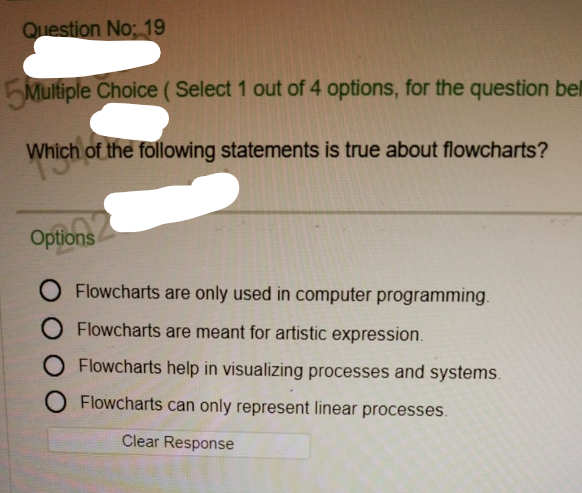 Question No: 19
Multiple Choice ( Select 1 out of 4 options, for the question
Which of the following statements is true about flowcharts?
Options
Flowcharts are only used in computer programming.
Flowcharts are meant for artistic expression.
Flowcharts help in visualizing processes and systems.
Flowcharts can only represent linear processes.
Clear Response